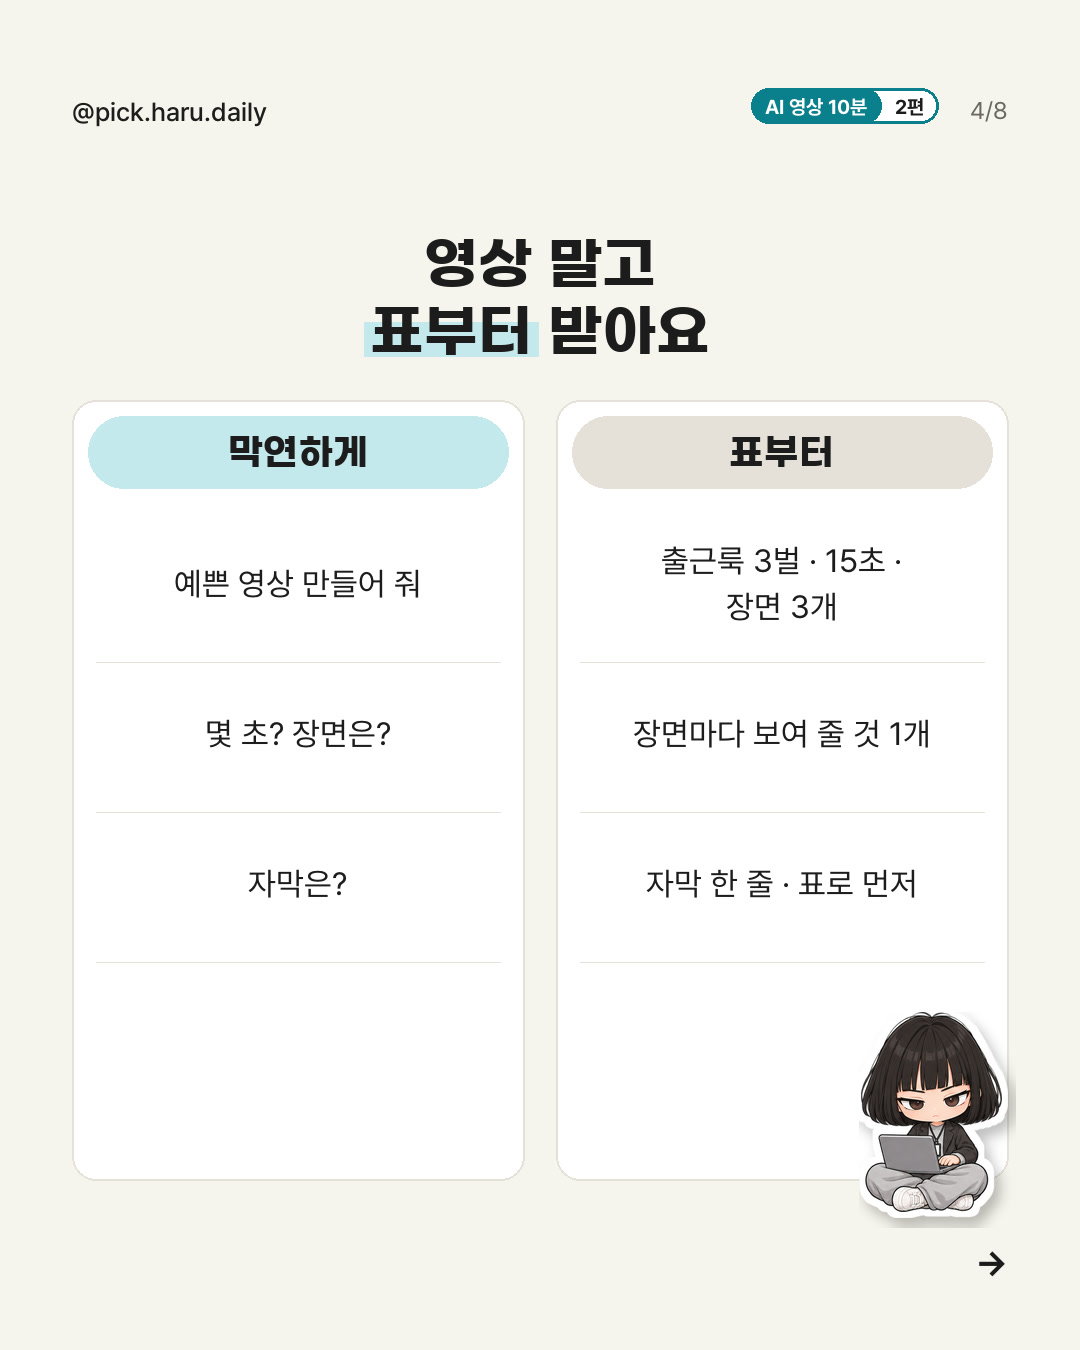 @pick.haru.daily
AI 영상 10분 2편 4/8
영상 말고
표부터 받아요
막연하게
예쁜 영상 만들어 줘
몇 초? 장면은?
자막은?
표부터
출근룩 3벌 · 15초 ·
장면 3개
장면마다 보여 줄 것 1개
자막 한 줄 · 표로 먼저
→